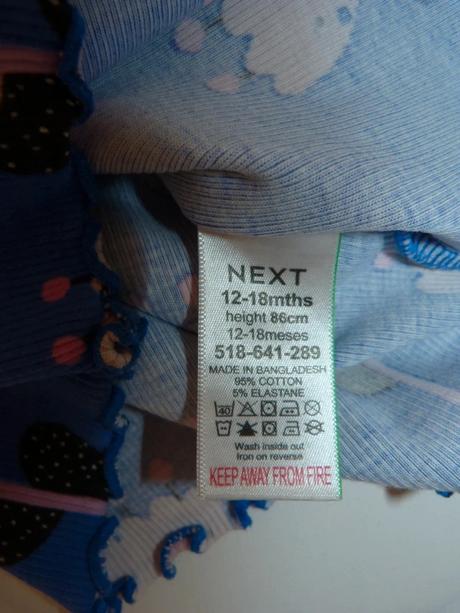 NEXT
12-18mths
height 86cm
12-18meses
518-641-289
MADE IN BANGLADESH
95% COTTON
5% ELASTANE
40
Wash inside out
Iron on reverse
KEEP AWAY FROM FIRE